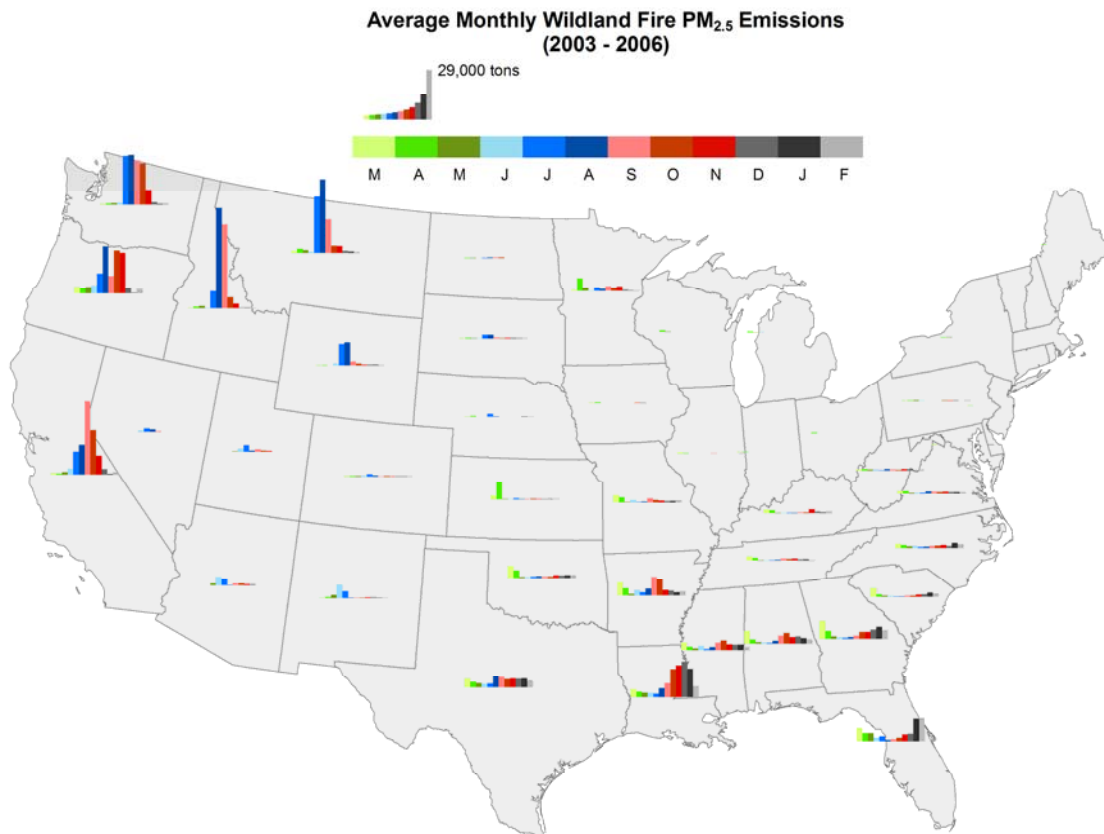 Average Monthly Wildland Fire PM2.5 Emissions
(2003 - 2006)
29,000 tons
M A M J J A S O N D J F